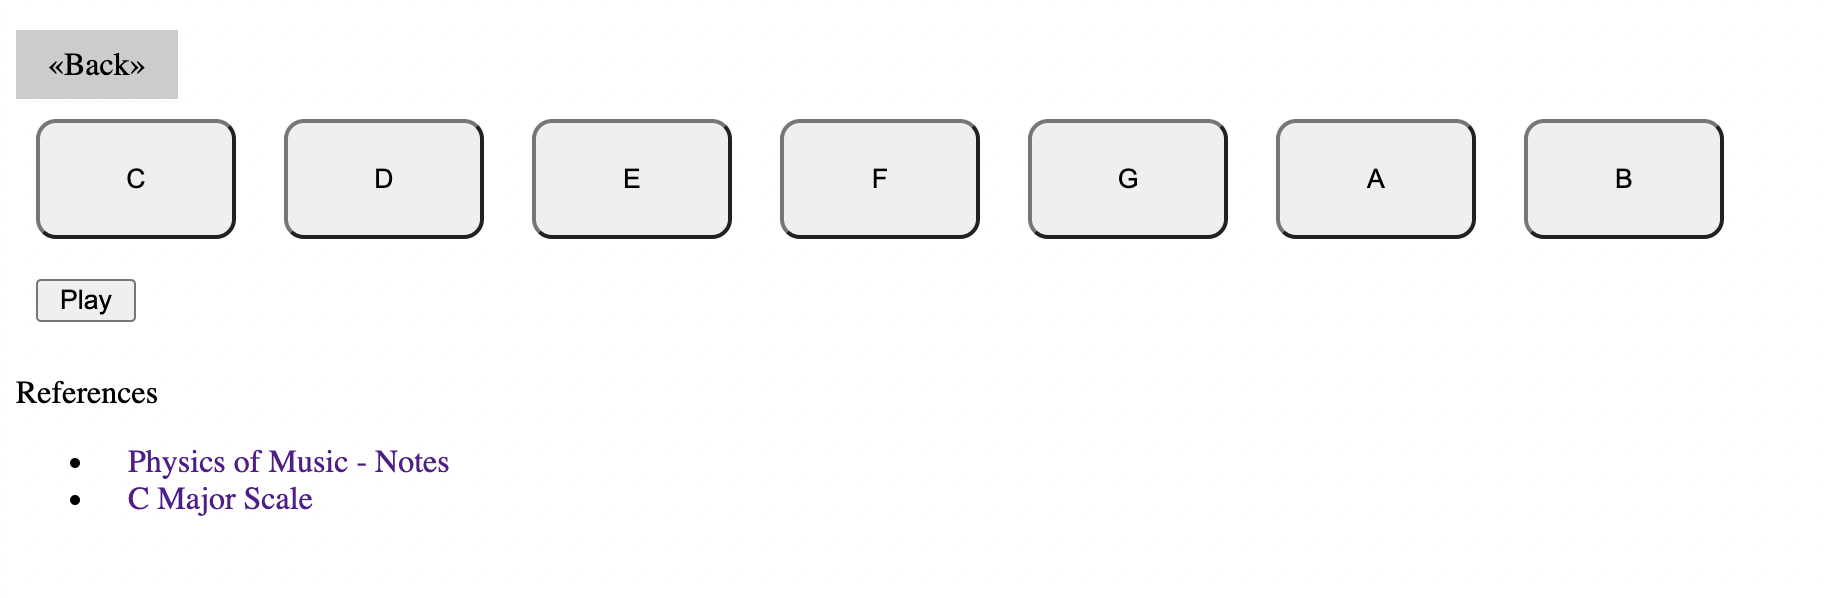 «Back»
C D E F G A B
Play
References
Physics of Music - Notes
C Major Scale